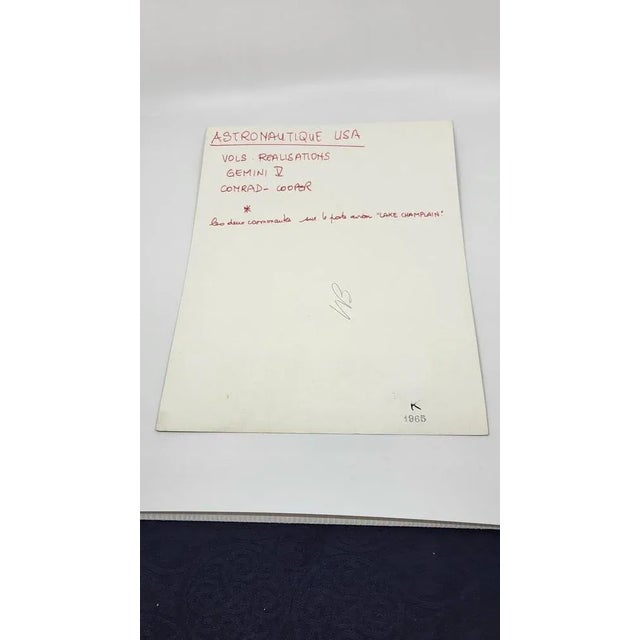 ASTRONAUTIQUE USA
VOLS - REALISATIONS
GEMINI V
CONRAD - COOPER
*
les deux cosmonautes sur le porte avion "LAKE CHAMPLAIN"
1965